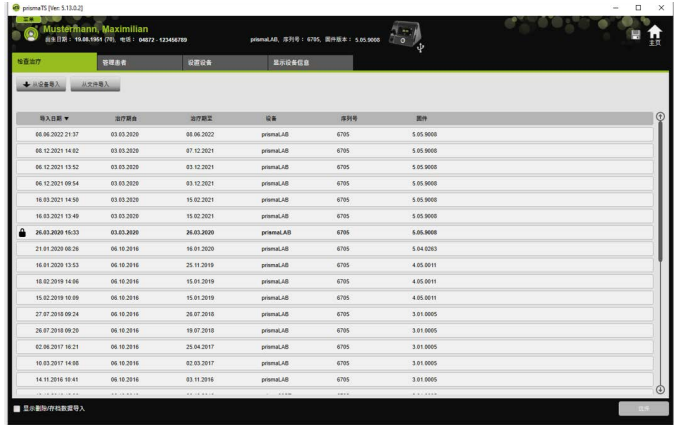 prismaTS [Ver: 5.13.0.2]
Mustermann, Maximilian
出生日期: 19.08.1951 (70), 电话: 04872 - 123456789
prismaLAB, 序列号: 6705, 固件版本: 5.05.9008
主页
检查治疗 管理患者 设置设备 显示设备信息
从设备导入 从文件导入
导入日期 ▼ 治疗期自 治疗期至 设备 序列号 固件
08.06.2022 21:37 03.03.2020 08.06.2022 prismaLAB 6705 5.05.9008
08.12.2021 14:02 03.03.2020 07.12.2021 prismaLAB 6705 5.05.9008
06.12.2021 13:52 03.03.2020 03.12.2021 prismaLAB 6705 5.05.9008
06.12.2021 09:54 03.03.2020 03.12.2021 prismaLAB 6705 5.05.9008
16.03.2021 14:50 03.03.2020 15.02.2021 prismaLAB 6705 5.05.9008
16.03.2021 13:49 03.03.2020 15.02.2021 prismaLAB 6705 5.05.9008
26.03.2020 15:33 03.03.2020 26.03.2020 prismaLAB 6705 5.05.9008
21.01.2020 08:26 06.10.2016 16.01.2020 prismaLAB 6705 5.04.0263
16.01.2020 13:53 06.10.2016 25.11.2019 prismaLAB 6705 4.05.0011
18.02.2019 14:06 06.10.2016 15.01.2019 prismaLAB 6705 4.05.0011
15.02.2019 10:09 06.10.2016 15.01.2019 prismaLAB 6705 4.05.0011
27.07.2018 09:24 06.10.2016 26.07.2018 prismaLAB 6705 3.01.0005
26.07.2018 09:20 06.10.2016 19.07.2018 prismaLAB 6705 3.01.0005
02.06.2017 16:21 06.10.2016 25.04.2017 prismaLAB 6705 3.01.0005
10.03.2017 14:08 06.10.2016 02.03.2017 prismaLAB 6705 3.01.0005
14.11.2016 10:41 06.10.2016 03.11.2016 prismaLAB 6705 3.01.0005
显示删除/存档数据导入